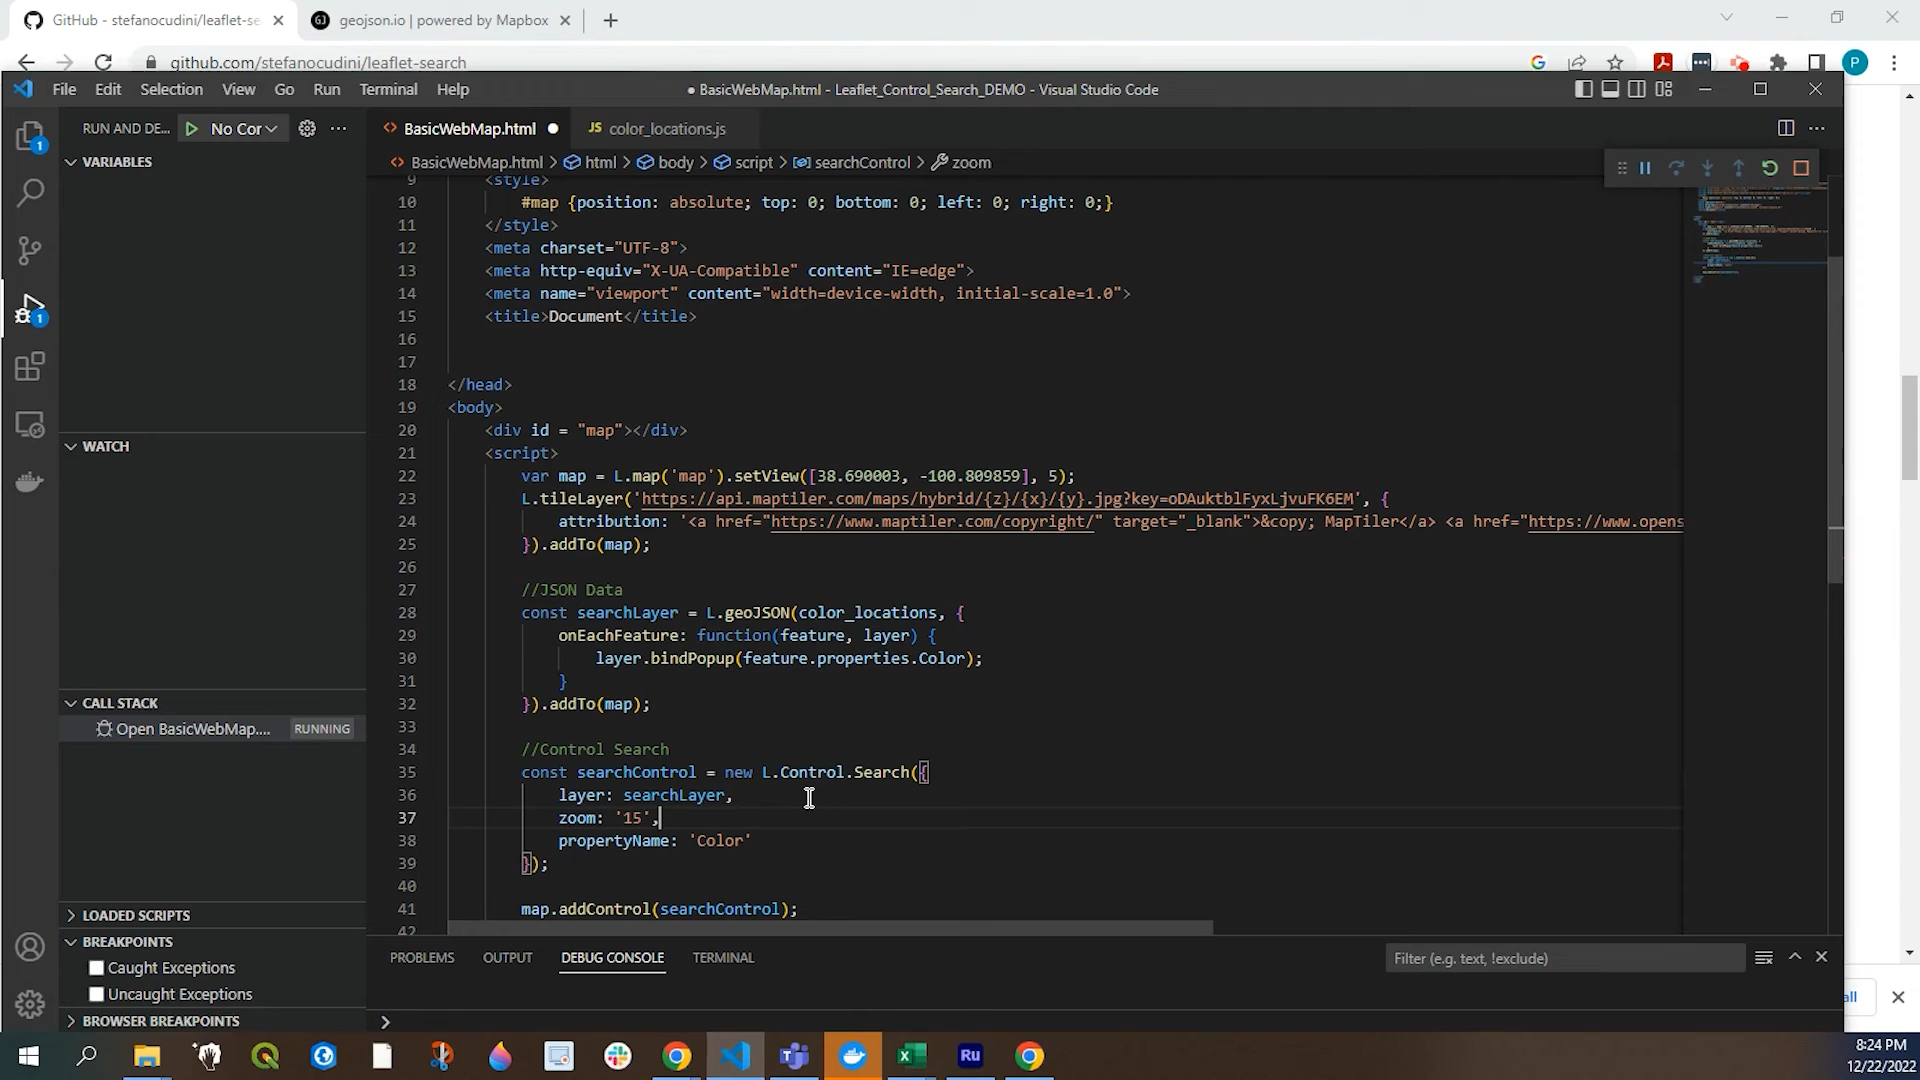 GitHub - stefanocudini/leaflet-se
geojson.io | powered by Mapbox
github.com/stefanocudini/leaflet-search
File Edit Selection View Go Run Terminal Help
● BasicWebMap.html - Leaflet_Control_Search_DEMO - Visual Studio Code
RUN AND DE... No Cor
BasicWebMap.html
JS color_locations.js
BasicWebMap.html > html > body > script > searchControl > zoom
VARIABLES
9 <style>
10 #map {position: absolute; top: 0; bottom: 0; left: 0; right: 0;}
11 </style>
12 <meta charset="UTF-8">
13 <meta http-equiv="X-UA-Compatible" content="IE=edge">
14 <meta name="viewport" content="width=device-width, initial-scale=1.0">
15 <title>Document</title>
16
17
18 </head>
19 <body>
20 <div id = "map"></div>
21 <script>
22 var map = L.map('map').setView([38.690003, -100.809859], 5);
23 L.tileLayer('https://api.maptiler.com/maps/hybrid/{z}/{x}/{y}.jpg?key=oDAuktblFyxLjvuFK6EM', {
24 attribution: '<a href="https://www.maptiler.com/copyright/" target="_blank">&copy; MapTiler</a> <a href="https://www.opens
25 }).addTo(map);
26
27 //JSON Data
28 const searchLayer = L.geoJSON(color_locations, {
29 onEachFeature: function(feature, layer) {
30 layer.bindPopup(feature.properties.Color);
31 }
32 }).addTo(map);
33
34 //Control Search
35 const searchControl = new L.Control.Search({
36 layer: searchLayer,
37 zoom: '15',
38 propertyName: 'Color'
39 });
40
41 map.addControl(searchControl);
42
WATCH
CALL STACK
Open BasicWebMap.... RUNNING
LOADED SCRIPTS
BREAKPOINTS
Caught Exceptions
Uncaught Exceptions
BROWSER BREAKPOINTS
PROBLEMS OUTPUT DEBUG CONSOLE TERMINAL
Filter (e.g. text, !exclude)
all
8:24 PM
12/22/2022